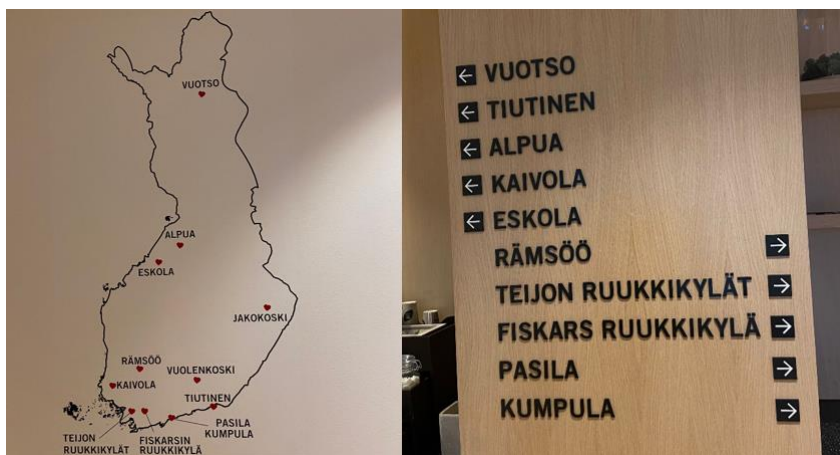 VUOTSO
ALPUA
ESKOLA
JAKOKOSKI
RÄMSÖÖ
VUOLENKOSKI
KAIVOLA
TIUTINEN
PASILA
KUMPULA
TEIJON
RUUKKIKYLÄT
FISKARSIN
RUUKKIKYLÄ
← VUOTSO
← TIUTINEN
← ALPUA
← KAIVOLA
← ESKOLA
RÄMSÖÖ →
TEIJON RUUKKIKYLÄT →
FISKARS RUUKKIKYLÄ →
PASILA →
KUMPULA →